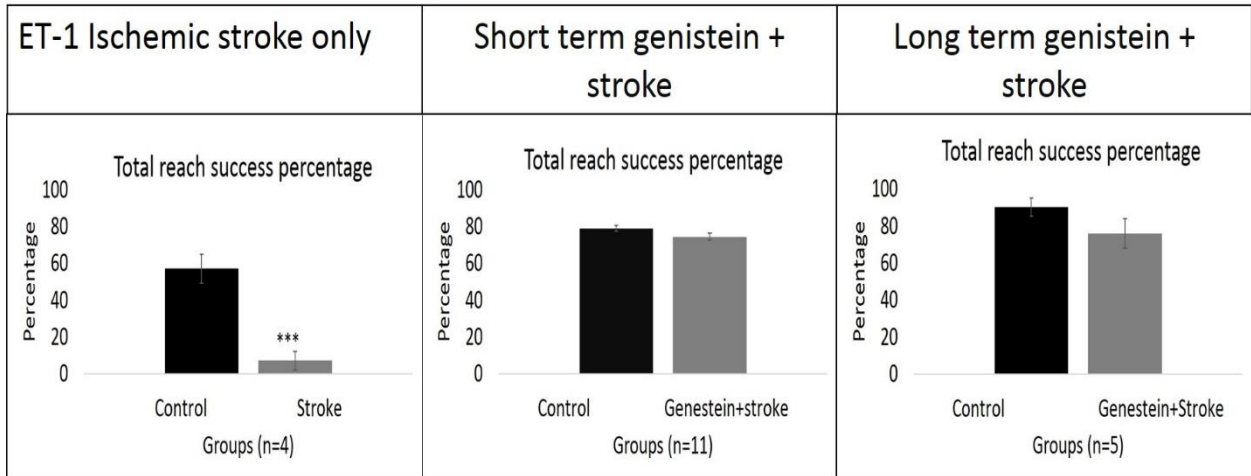 ET-1 Ischemic stroke only
Short term genistein +
stroke
Long term genistein +
stroke
Total reach success percentage
100
80
60
40
20
0
Percentage
***
Control
Stroke
Groups (n=4)
Total reach success percentage
100
80
60
40
20
0
Percentage
Control
Genestein+stroke
Groups (n=11)
Total reach success percentage
100
80
60
40
20
0
Percentage
Control
Genestein+Stroke
Groups (n=5)